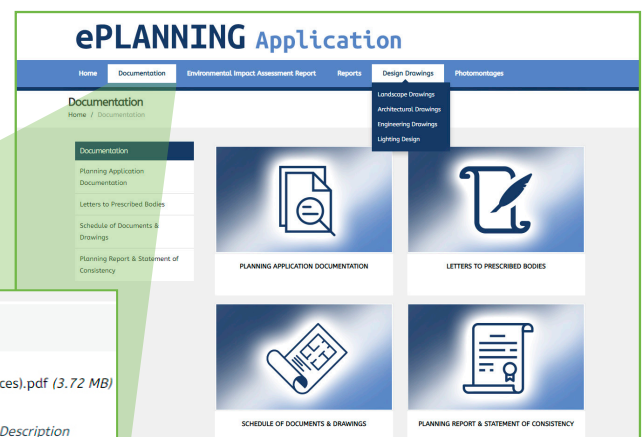 ePLANNING Application
Home Documentation Environmental Impact Assessment Report Reports Design Drawings Photomontages
Landscape Drawings
Architectural Drawings
Engineering Drawings
Lighting Design
Documentation
Home / Documentation
Documentation
Planning Application
Documentation
Letters to Prescribed Bodies
Schedule of Documents &
Drawings
Planning Report & Statement of
Consistency
PLANNING APPLICATION DOCUMENTATION
LETTERS TO PRESCRIBED BODIES
SCHEDULE OF DOCUMENTS & DRAWINGS
PLANNING REPORT & STATEMENT OF CONSISTENCY
ces).pdf (3.72 MB)
Description